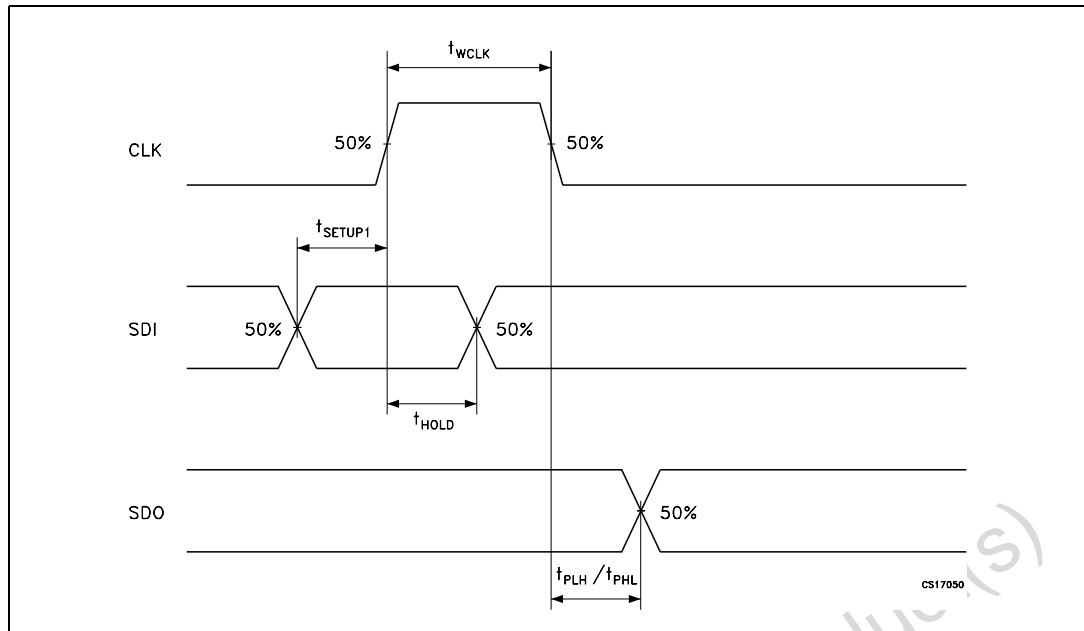 tWCLK
CLK
50%
50%
tSETUP1
SDI
50%
50%
tHOLD
SDO
50%
tPLH /tPHL
CS17050